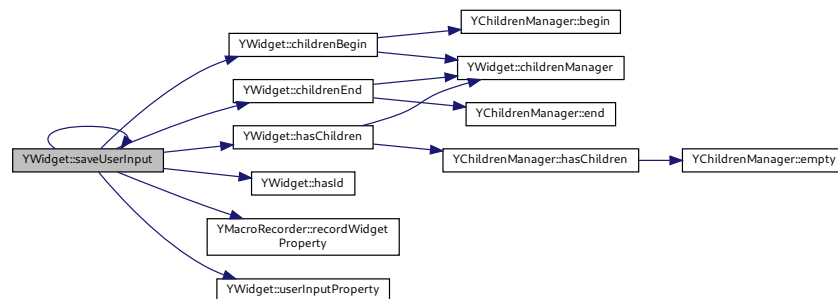 YChildrenManager::begin
YWidget::childrenBegin
YWidget::childrenManager
YWidget::childrenEnd
YChildrenManager::end
YWidget::hasChildren
YWidget::saveUserInput
YChildrenManager::hasChildren
YChildrenManager::empty
YWidget::hasId
YMacroRecorder::recordWidget
Property
YWidget::userInputProperty